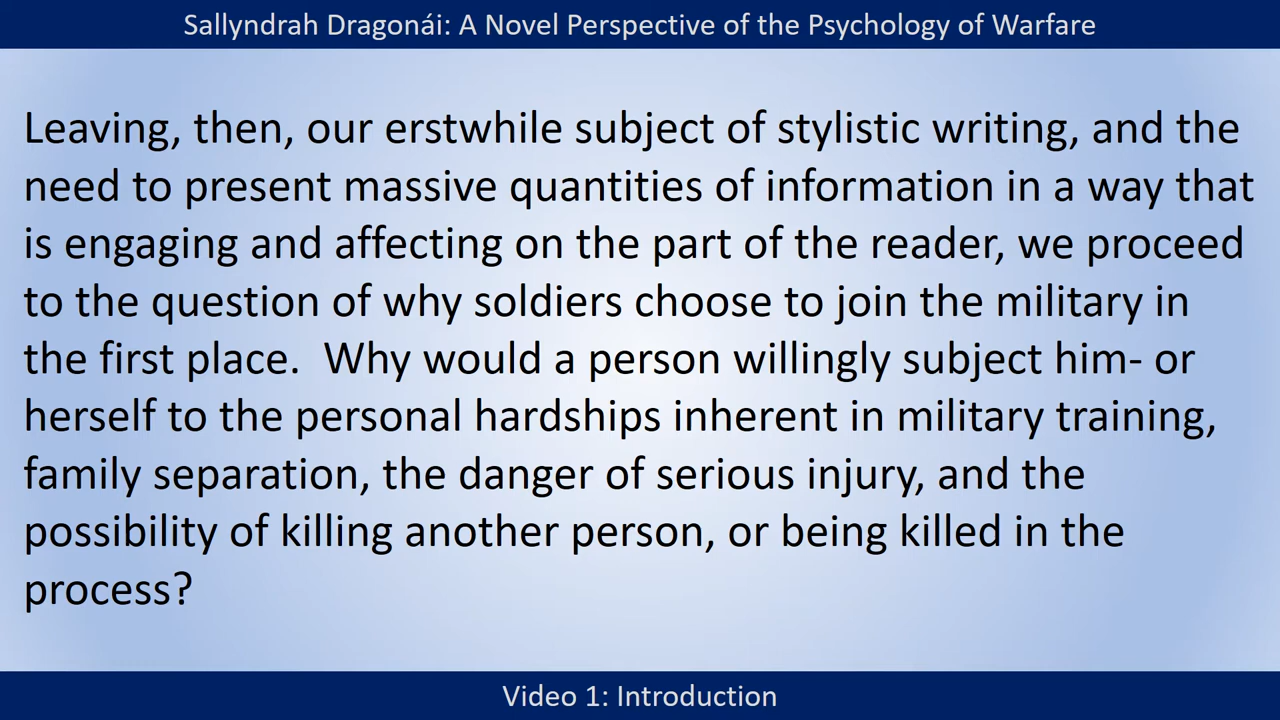 Sallyndrah Dragonái: A Novel Perspective of the Psychology of Warfare
Leaving, then, our erstwhile subject of stylistic writing, and the
need to present massive quantities of information in a way that
is engaging and affecting on the part of the reader, we proceed
to the question of why soldiers choose to join the military in
the first place.  Why would a person willingly subject him- or
herself to the personal hardships inherent in military training,
family separation, the danger of serious injury, and the
possibility of killing another person, or being killed in the
process?
Video 1: Introduction